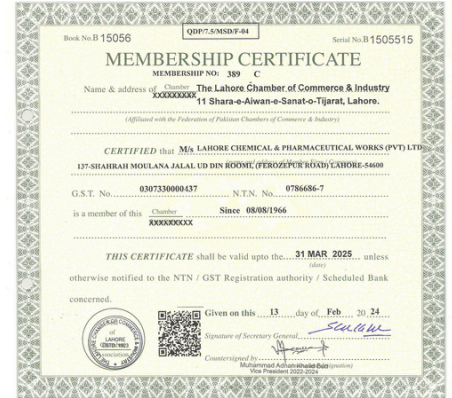 QDP/7.5/MSD/F-04
Book No.B 15056 Serial No.B 1505515
MEMBERSHIP CERTIFICATE
MEMBERSHIP NO: 389 C
Name & address of Chamber The Lahore Chamber of Commerce & Industry
XXXXXXXXX 11 Shara-e-Aiwan-e-Sanat-o-Tijarat, Lahore.
(Affiliated with the Federation of Pakistan Chambers of Commerce & Industry)
CERTIFIED that M/s LAHORE CHEMICAL & PHARMACEUTICAL WORKS (PVT) LTD
137-SHAHRAH MOULANA JALAL UD DIN ROOMI, (FEROZEPUR ROAD) LAHORE-54600
G.S.T. No. 0307330000437 N.T.N. No. 0786686-7
is a member of this Chamber Since 08/08/1966
XXXXXXXXX
THIS CERTIFICATE shall be valid upto the 31 MAR 2025 unless
(date)
otherwise notified to the NTN / GST Registration authority / Scheduled Bank
concerned.
Given on this 13 day of Feb 20 24
Signature of Secretary General
Countersigned by
Muhammad Adnan Khalid Butt
Vice President 2022-2024
LAHORE